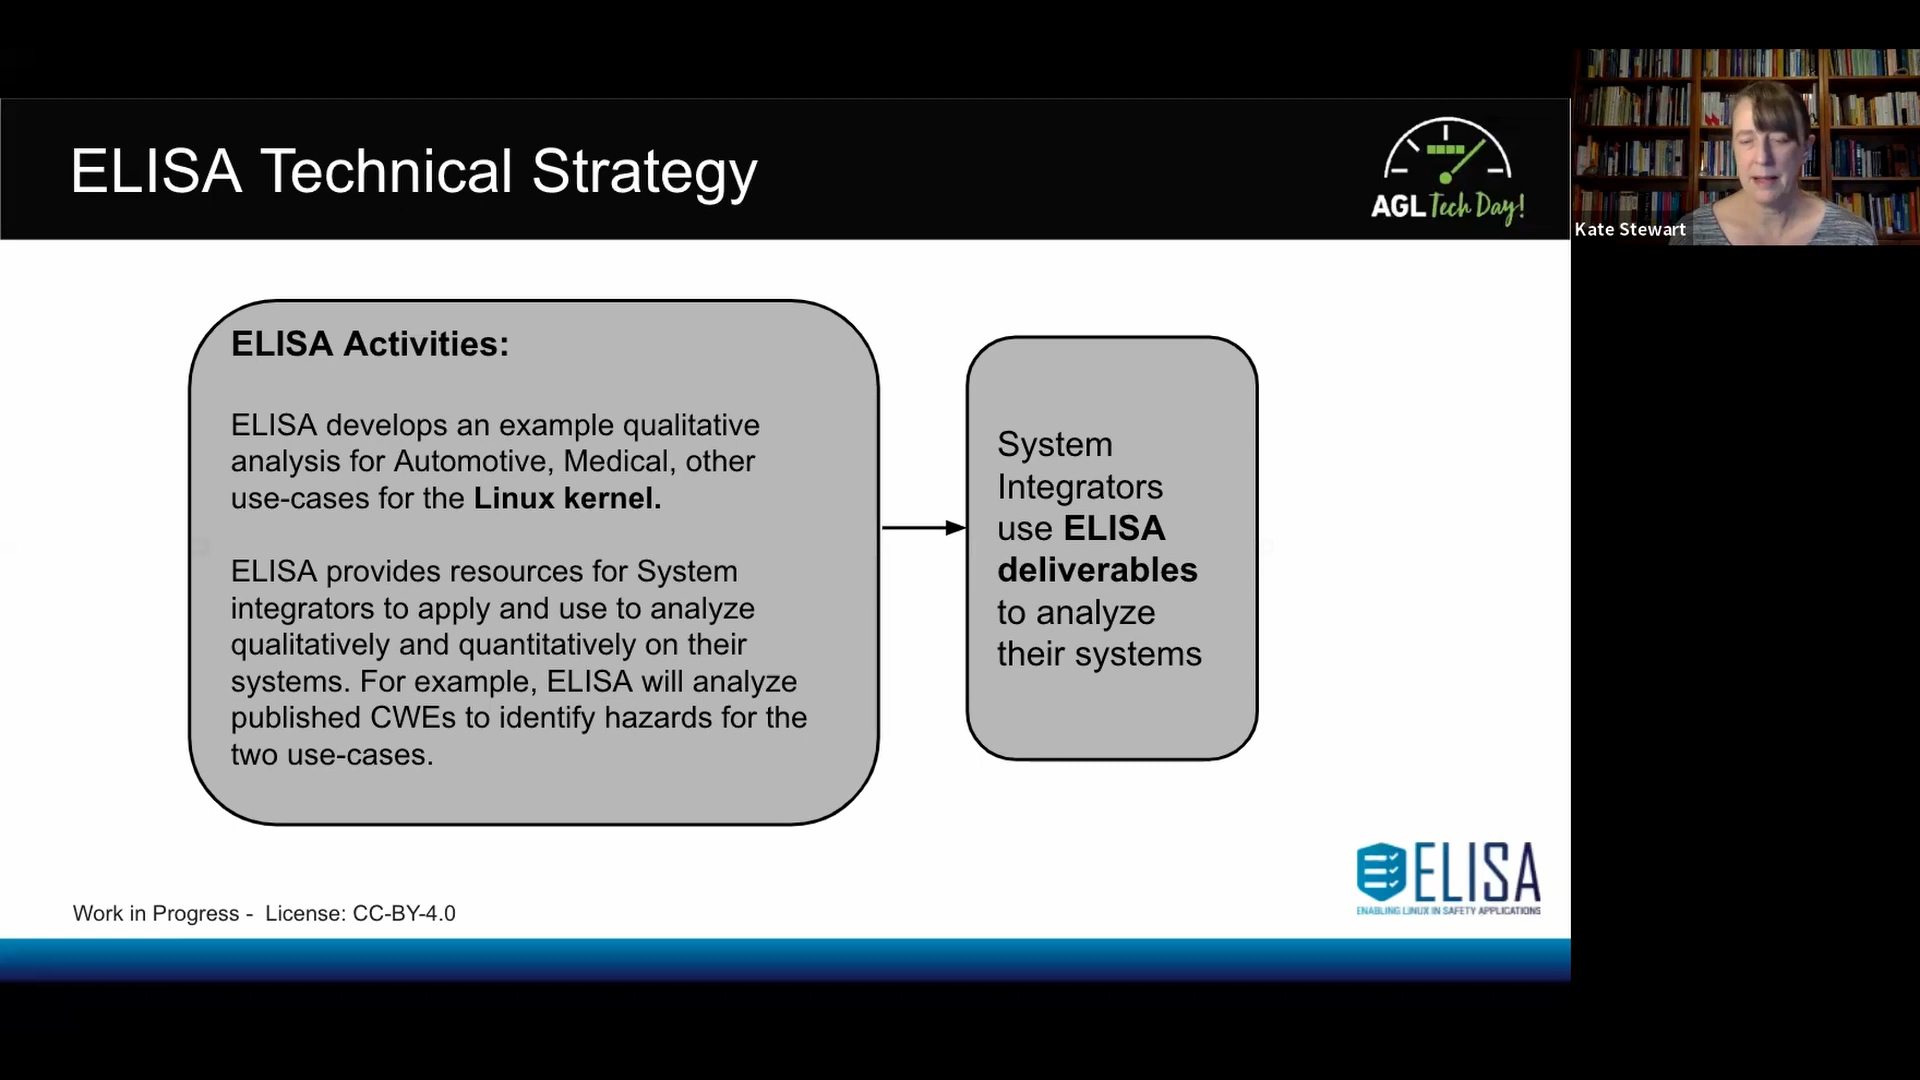 ELISA Technical Strategy
AGL Tech Day!
Kate Stewart
ELISA Activities:
ELISA develops an example qualitative
analysis for Automotive, Medical, other
use-cases for the Linux kernel.
ELISA provides resources for System
integrators to apply and use to analyze
qualitatively and quantitatively on their
systems. For example, ELISA will analyze
published CWEs to identify hazards for the
two use-cases.
System
Integrators
use ELISA
deliverables
to analyze
their systems
ELISA
ENABLING LINUX IN SAFETY APPLICATIONS
Work in Progress - License: CC-BY-4.0